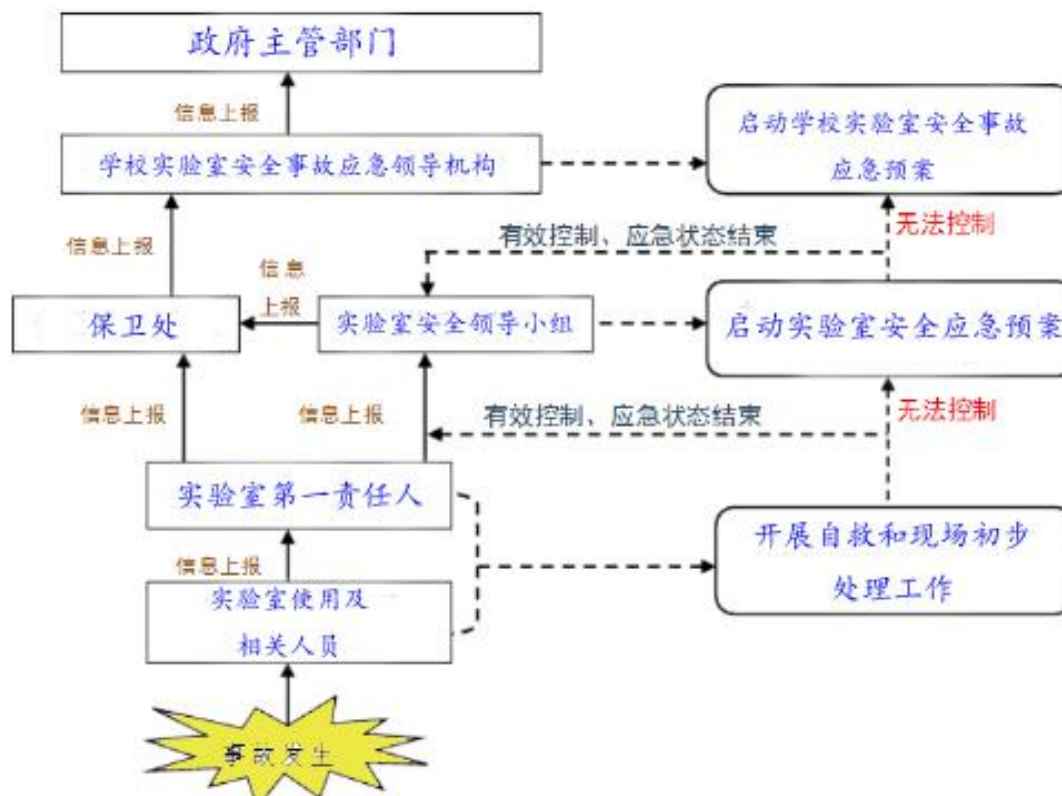 政府主管部门
信息上报
学校实验室安全事故应急领导机构
启动学校实验室安全事故
应急预案
信息上报
信息
上报
有效控制、应急状态结束
无法控制
保卫处
实验室安全领导小组
启动实验室安全应急预案
信息上报
信息上报
有效控制、应急状态结束
无法控制
实验室第一责任人
开展自救和现场初步
处理工作
信息上报
实验室使用及
相关人员
事故发生